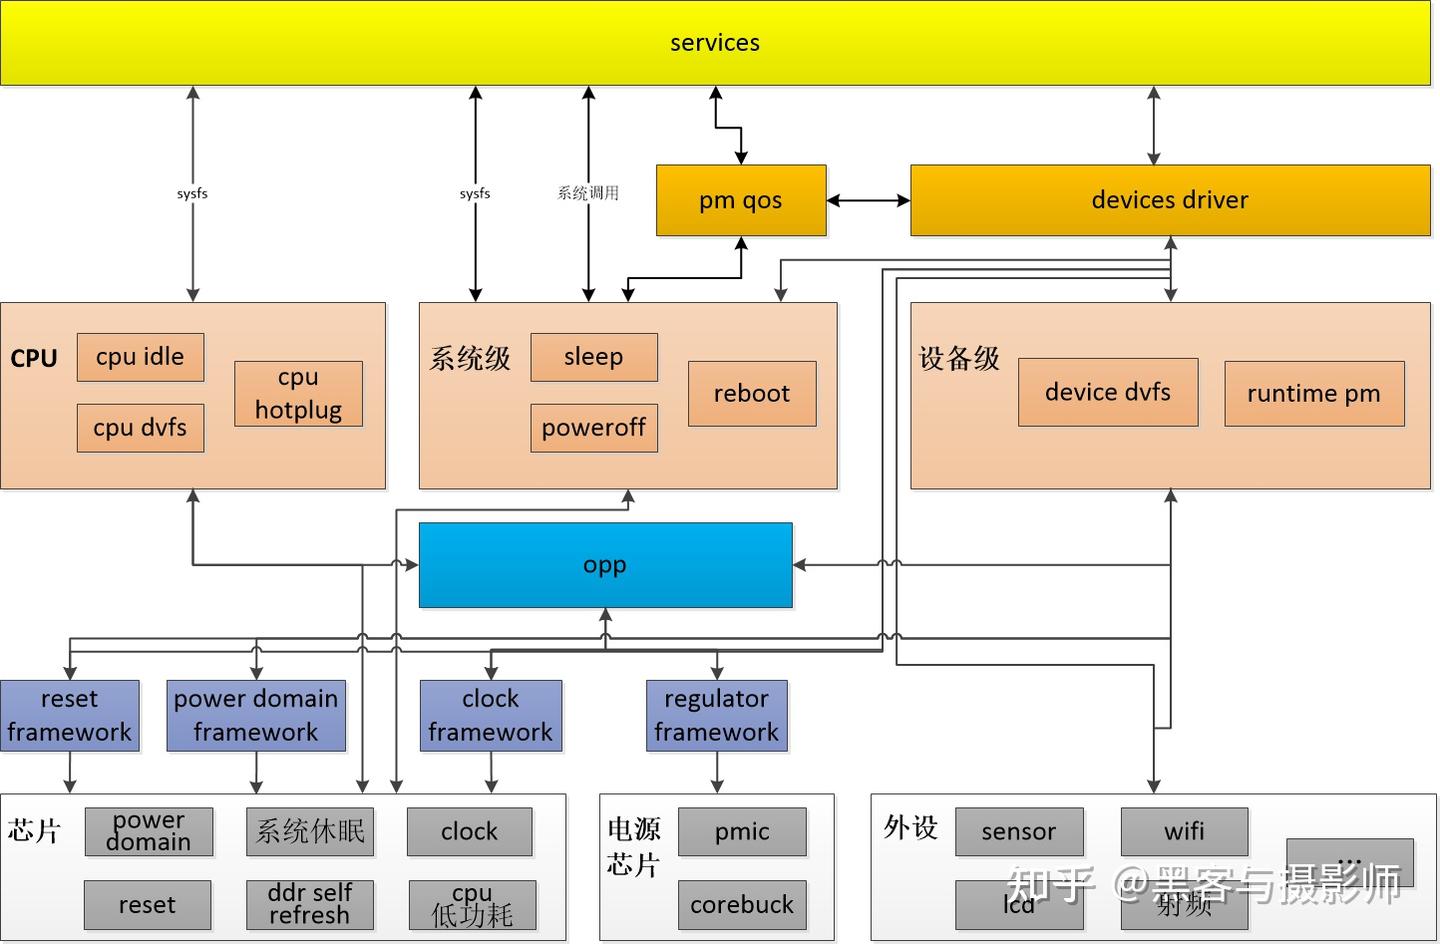 services
sysfs
sysfs
系统调用
pm qos
devices driver
CPU
cpu idle
cpu
hotplug
cpu dvfs
系统级
sleep
reboot
poweroff
设备级
device dvfs
runtime pm
opp
reset
framework
power domain
framework
clock
framework
regulator
framework
芯片
power
domain
系统休眠
clock
reset
ddr self
refresh
cpu
低功耗
电源
芯片
pmic
corebuck
外设
sensor
wifi
...
lcd
射频
知乎 @黑客与摄影师